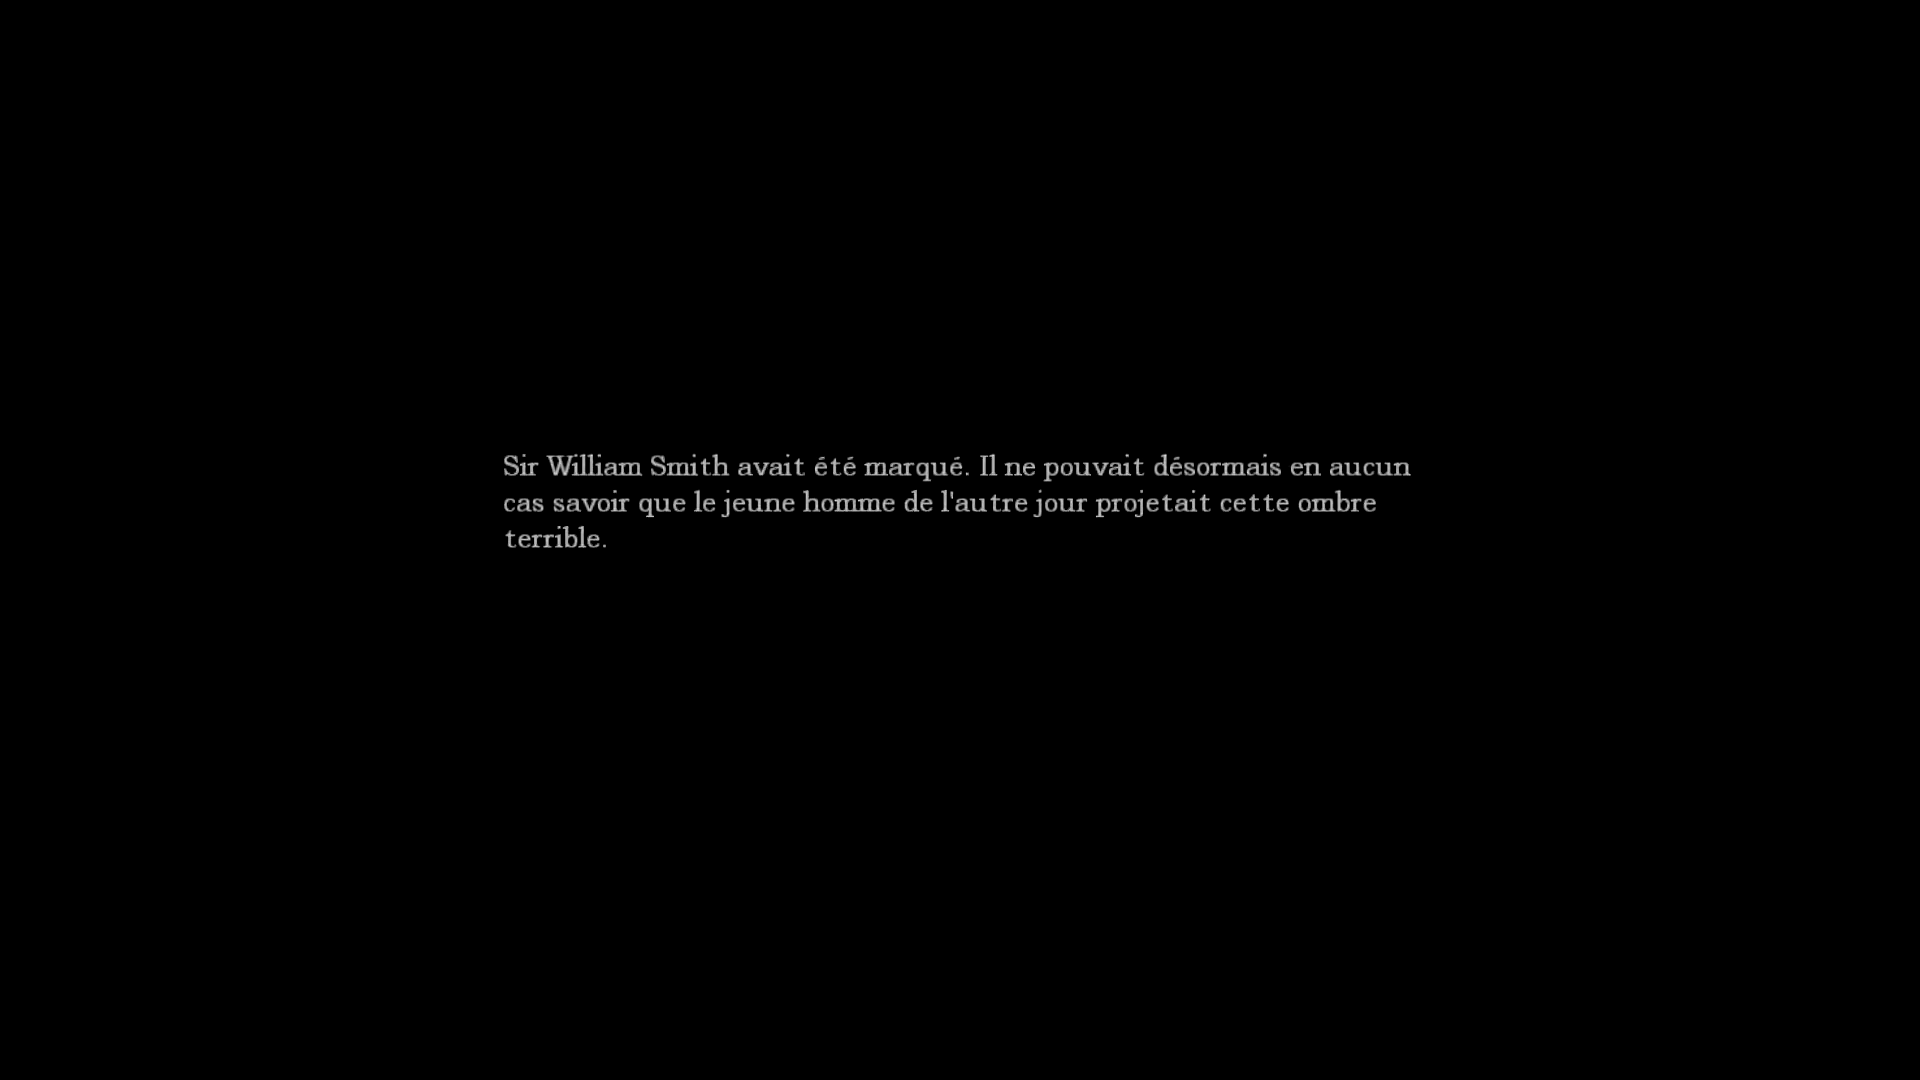 Sir William Smith avait été marqué. Il ne pouvait désormais en aucun
cas savoir que le jeune homme de l'autre jour projetait cette ombre
terrible.